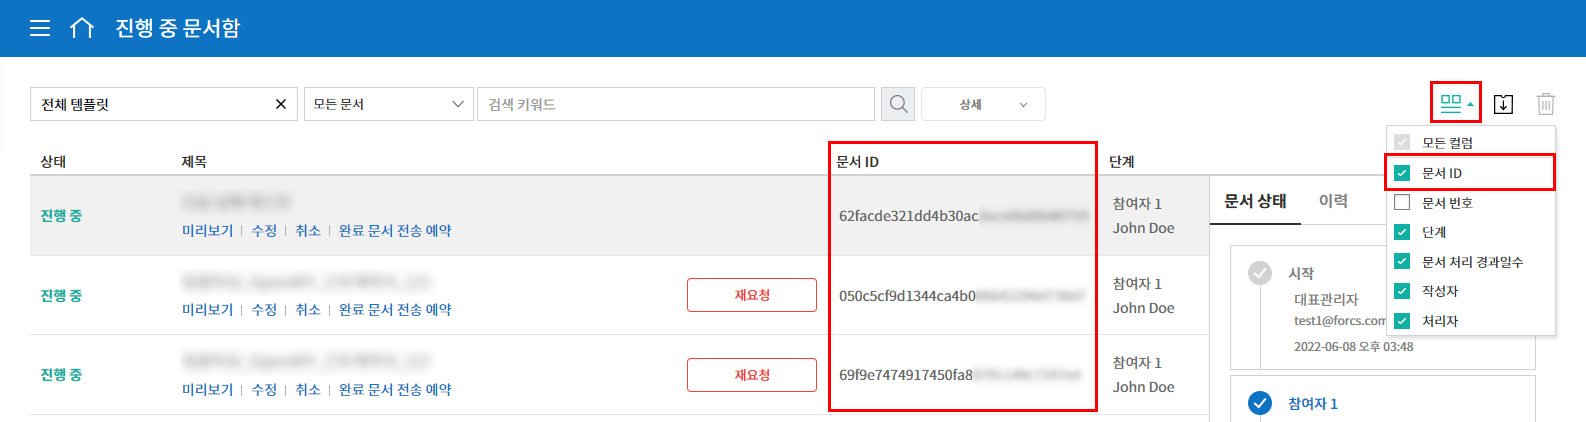 진행 중 문서함
전체 템플릿
모든 문서
검색 키워드
상세
모든 컬럼
문서 ID
문서 번호
단계
문서 처리 경과일수
작성자
처리자
상태 제목 문서 ID 단계
진행 중
미리보기 | 수정 | 취소 | 완료 문서 전송 예약
62facde321dd4b30ac
참여자 1
John Doe
진행 중
미리보기 | 수정 | 취소 | 완료 문서 전송 예약
재요청
050c5cf9d1344ca4b0
참여자 1
John Doe
진행 중
미리보기 | 수정 | 취소 | 완료 문서 전송 예약
재요청
69f9e7474917450fa8
참여자 1
John Doe
문서 상태 이력
시작
대표관리자
test1@forcs.com
2022-06-08 오후 03:48
참여자 1